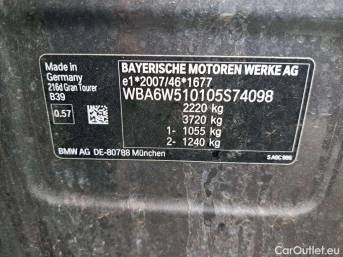 Made in
Germany
216d Gran Tourer
B39
0.57
BAYERISCHE MOTOREN WERKE AG
e1*2007/46*1677
WBA6W510105S74098
2220 kg
3720 kg
1- 1055 kg
2- 1240 kg
BMW AG DE-80788 München
CarOutlet.eu